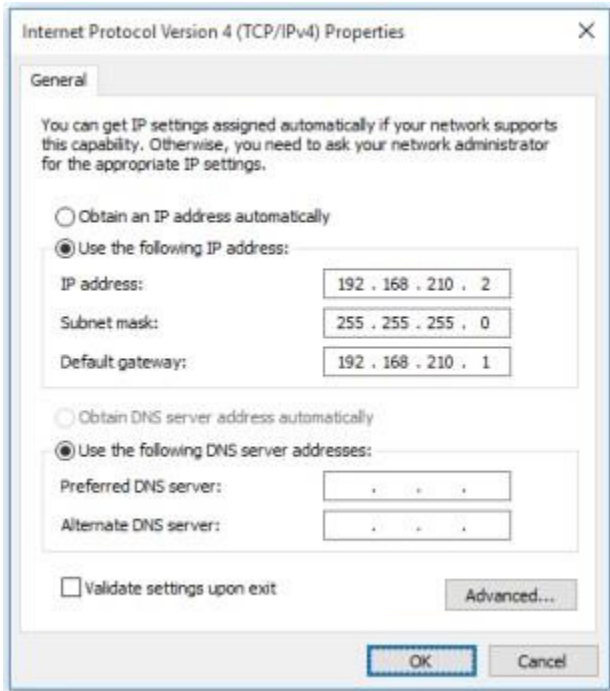 Internet Protocol Version 4 (TCP/IPv4) Properties
General
You can get IP settings assigned automatically if your network supports
this capability. Otherwise, you need to ask your network administrator
for the appropriate IP settings.
Obtain an IP address automatically
Use the following IP address:
IP address: 192 . 168 . 210 . 2
Subnet mask: 255 . 255 . 255 . 0
Default gateway: 192 . 168 . 210 . 1
Obtain DNS server address automatically
Use the following DNS server addresses:
Preferred DNS server: . . .
Alternate DNS server: . . .
Validate settings upon exit
Advanced...
OK Cancel